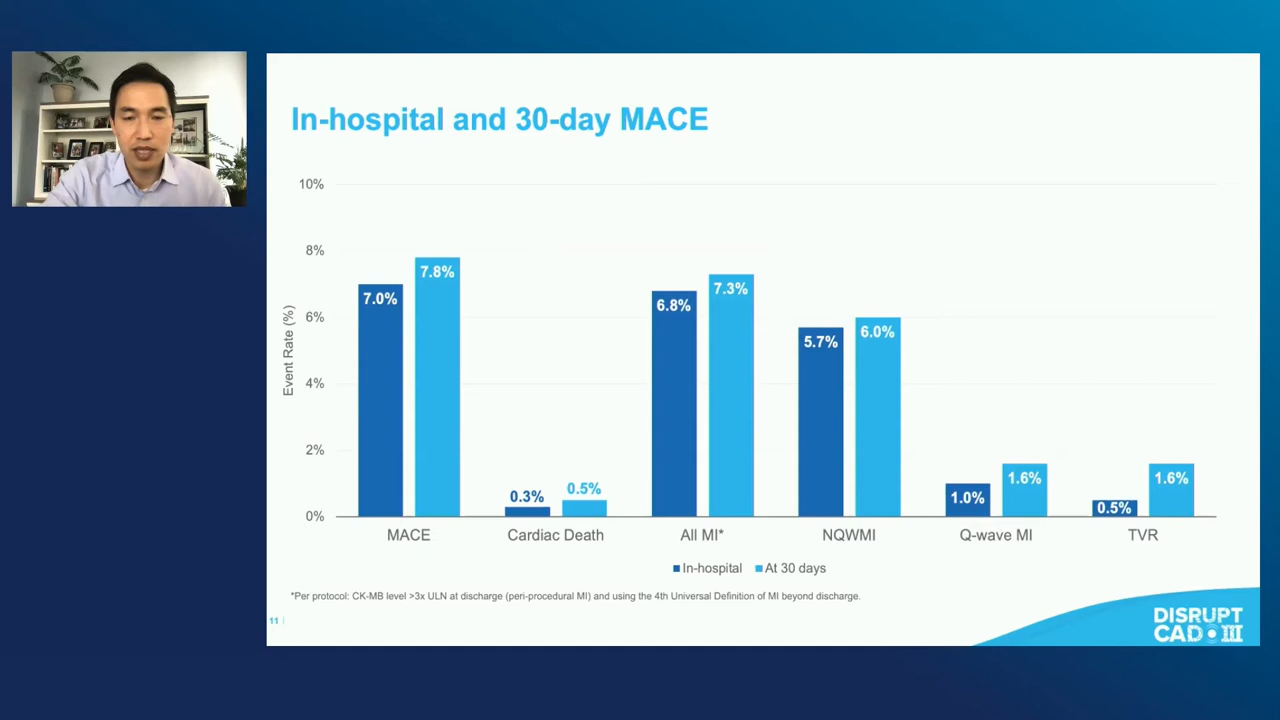 In-hospital and 30-day MACE
10%
8%
6%
4%
2%
0%
Event Rate (%)
7.0%
7.8%
0.3%
0.5%
6.8%
7.3%
5.7%
6.0%
1.0%
1.6%
0.5%
1.6%
MACE
Cardiac Death
All MI*
NQWMI
Q-wave MI
TVR
In-hospital
At 30 days
*Per protocol: CK-MB level >3x ULN at discharge (peri-procedural MI) and using the 4th Universal Definition of MI beyond discharge.
11
DISRUPT
CAD III